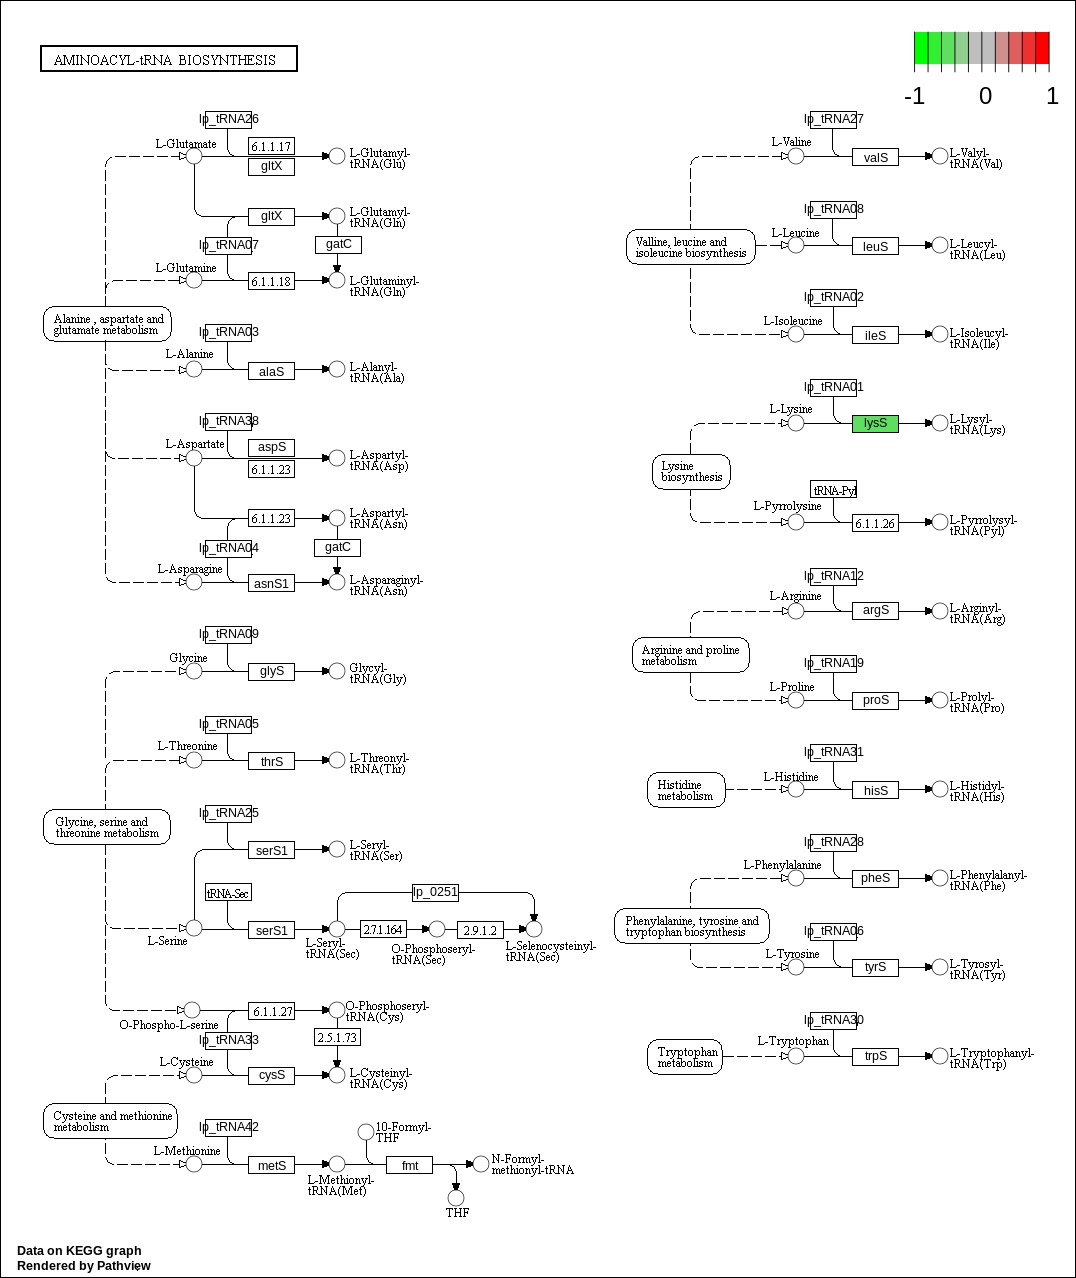 AMINOACYL-tRNA BIOSYNTHESIS
-1 0 1
lp_tRNA26
L-Glutamate
6.1.1.17
gltX
L-Glutamyl-
tRNA(Glu)
gltX
L-Glutamyl-
tRNA(Gln)
lp_tRNA07
gatC
L-Glutamine
6.1.1.18
L-Glutaminyl-
tRNA(Gln)
Alanine , aspartate and
glutamate metabolism
lp_tRNA03
L-Alanine
alaS
L-Alanyl-
tRNA(Ala)
lp_tRNA38
L-Aspartate
aspS
6.1.1.23
L-Aspartyl-
tRNA(Asp)
6.1.1.23
L-Aspartyl-
tRNA(Asn)
lp_tRNA04
gatC
L-Asparagine
asnS1
L-Asparaginyl-
tRNA(Asn)
lp_tRNA09
Glycine
glyS
Glycyl-
tRNA(Gly)
lp_tRNA05
L-Threonine
thrS
L-Threonyl-
tRNA(Thr)
Glycine, serine and
threonine metabolism
lp_tRNA25
serS1
L-Seryl-
tRNA(Ser)
tRNA-Sec
L-Serine
serS1
L-Seryl-
tRNA(Sec)
lp_0251
2.7.1.164
O-Phosphoseryl-
tRNA(Sec)
2.9.1.2
L-Selenocysteinyl-
tRNA(Sec)
O-Phospho-L-serine
6.1.1.27
O-Phosphoseryl-
tRNA(Cys)
lp_tRNA33
2.5.1.73
L-Cysteine
cysS
L-Cysteinyl-
tRNA(Cys)
Cysteine and methionine
metabolism
lp_tRNA42
L-Methionine
metS
L-Methionyl-
tRNA(Met)
10-Formyl-
THF
fmt
N-Formyl-
methionyl-tRNA
THF
lp_tRNA27
L-Valine
valS
L-Valyl-
tRNA(Val)
lp_tRNA08
Valline, leucine and
isoleucine biosynthesis
L-Leucine
leuS
L-Leucyl-
tRNA(Leu)
lp_tRNA02
L-Isoleucine
ileS
L-Isoleucyl-
tRNA(Ile)
lp_tRNA01
L-Lysine
lysS
L-Lysyl-
tRNA(Lys)
Lysine
biosynthesis
tRNA-Pyl
L-Pyrrolysine
6.1.1.26
L-Pyrrolysyl-
tRNA(Pyl)
lp_tRNA12
L-Arginine
argS
L-Arginyl-
tRNA(Arg)
Arginine and proline
metabolism
lp_tRNA19
L-Proline
proS
L-Prolyl-
tRNA(Pro)
lp_tRNA31
Histidine
metabolism
L-Histidine
hisS
L-Histidyl-
tRNA(His)
lp_tRNA28
L-Phenylalanine
pheS
L-Phenylalanyl-
tRNA(Phe)
Phenylalanine, tyrosine and
tryptophan biosynthesis
lp_tRNA06
L-Tyrosine
tyrS
L-Tyrosyl-
tRNA(Tyr)
lp_tRNA30
Tryptophan
metabolism
L-Tryptophan
trpS
L-Tryptophanyl-
tRNA(Trp)
Data on KEGG graph
Rendered by Pathview